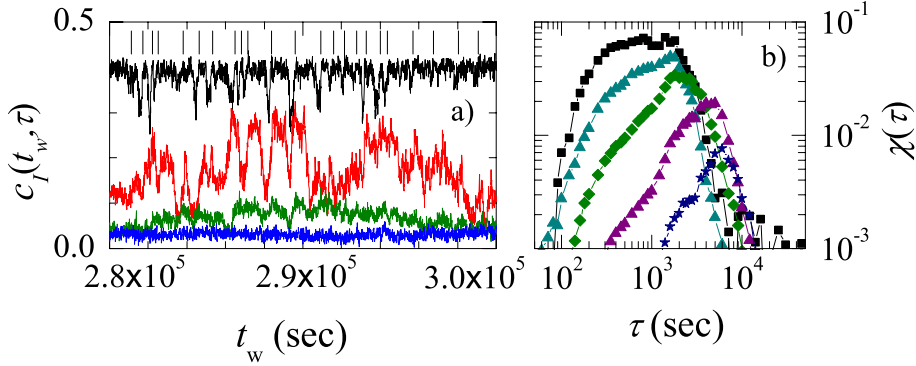 0.5
0.0
c_I(t_w, τ)
a)
2.8x10^5
2.9x10^5
3.0x10^5
t_w (sec)
b)
10^-1
10^-2
10^-3
χ(τ)
10^2
10^3
10^4
τ (sec)